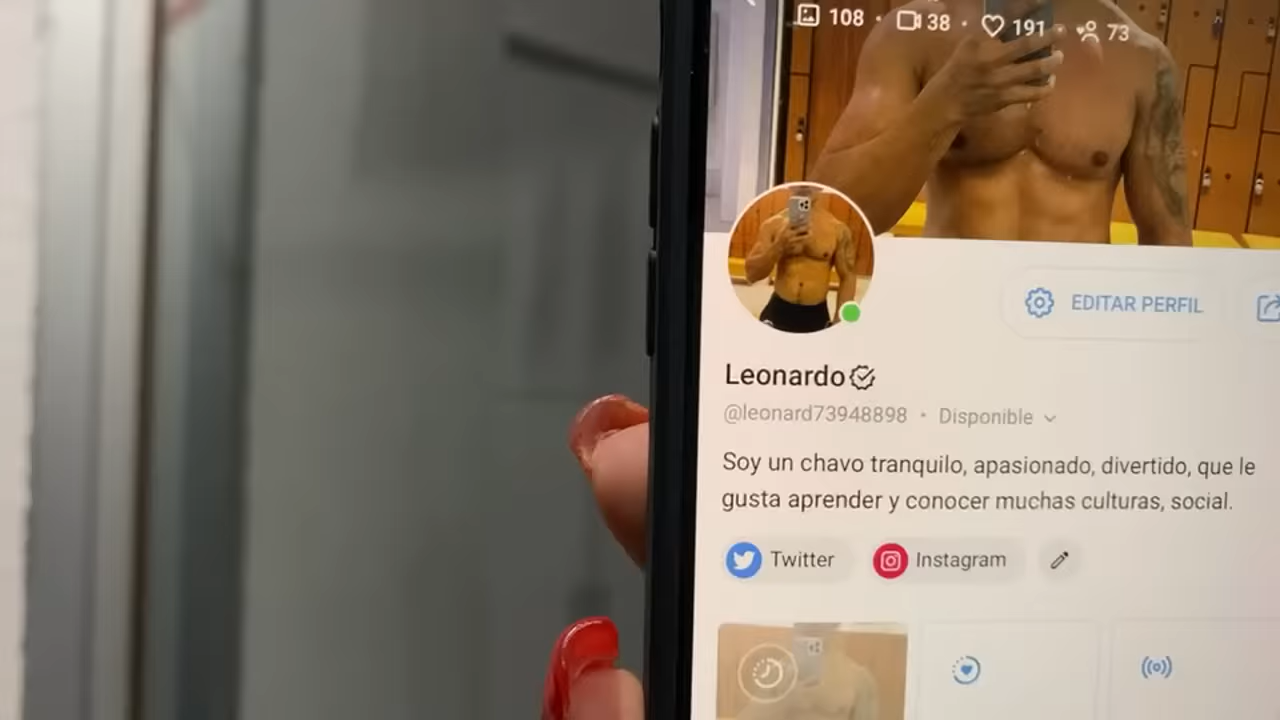 108 · 38 · 191 · 73
EDITAR PERFIL
Leonardo
@leonard73948898 · Disponible
Soy un chavo tranquilo, apasionado, divertido, que le
gusta aprender y conocer muchas culturas, social.
Twitter Instagram